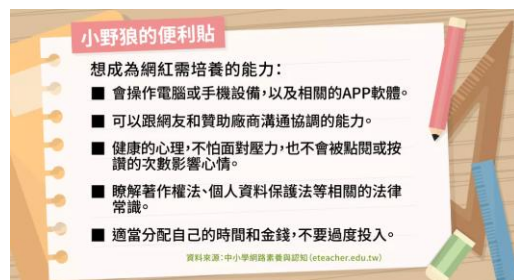 小野狼的便利貼
想成為網紅需培養的能力：
■ 會操作電腦或手機設備，以及相關的APP軟體。
■ 可以跟網友和贊助廠商溝通協調的能力。
■ 健康的心理，不怕面對壓力，也不會被點閱或按
讚的次數影響心情。
■ 瞭解著作權法、個人資料保護法等相關的法律
常識。
■ 適當分配自己的時間和金錢，不要過度投入。
資料來源：中小學網路素養與認知（eteacher.edu.tw）